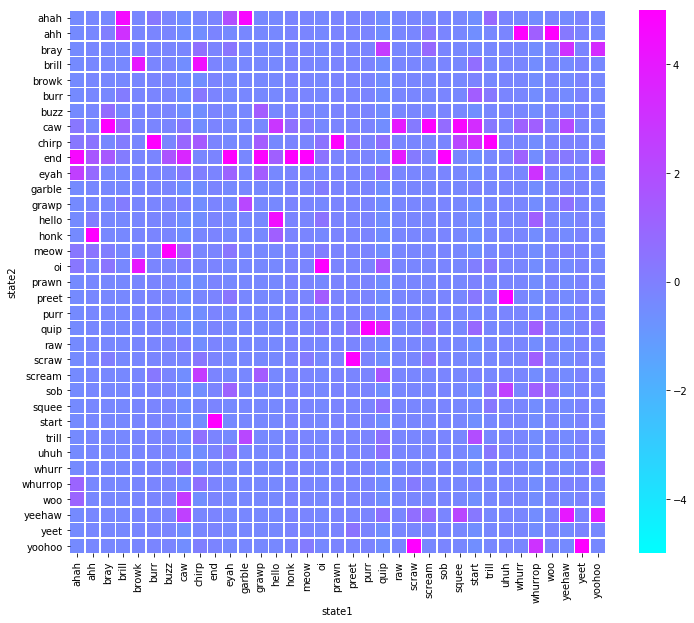 ahah
ahh
bray
brill
browk
burr
buzz
caw
chirp
end
eyah
garble
grawp
hello
honk
meow
oi
prawn
preet
purr
quip
raw
scraw
scream
sob
squee
start
trill
uhuh
whurr
whurrop
woo
yeehaw
yeet
yoohoo
state2
ahah ahh bray brill browk burr buzz caw chirp end eyah garble grawp hello honk meow oi prawn preet purr quip raw scraw scream sob squee start trill uhuh whurr whurrop woo yeehaw yeet yoohoo
state1
4
2
0
−2
−4